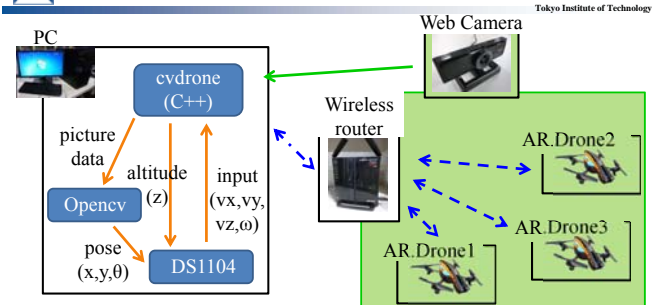 Tokyo Institute of Technology
Web Camera
PC
cvdrone
(C++)
Wireless
router
picture
data
altitude
(z)
input
(vx,vy,
vz,ω)
AR.Drone2
Opencv
pose
(x,y,θ)
DS1104
AR.Drone3
AR.Drone1